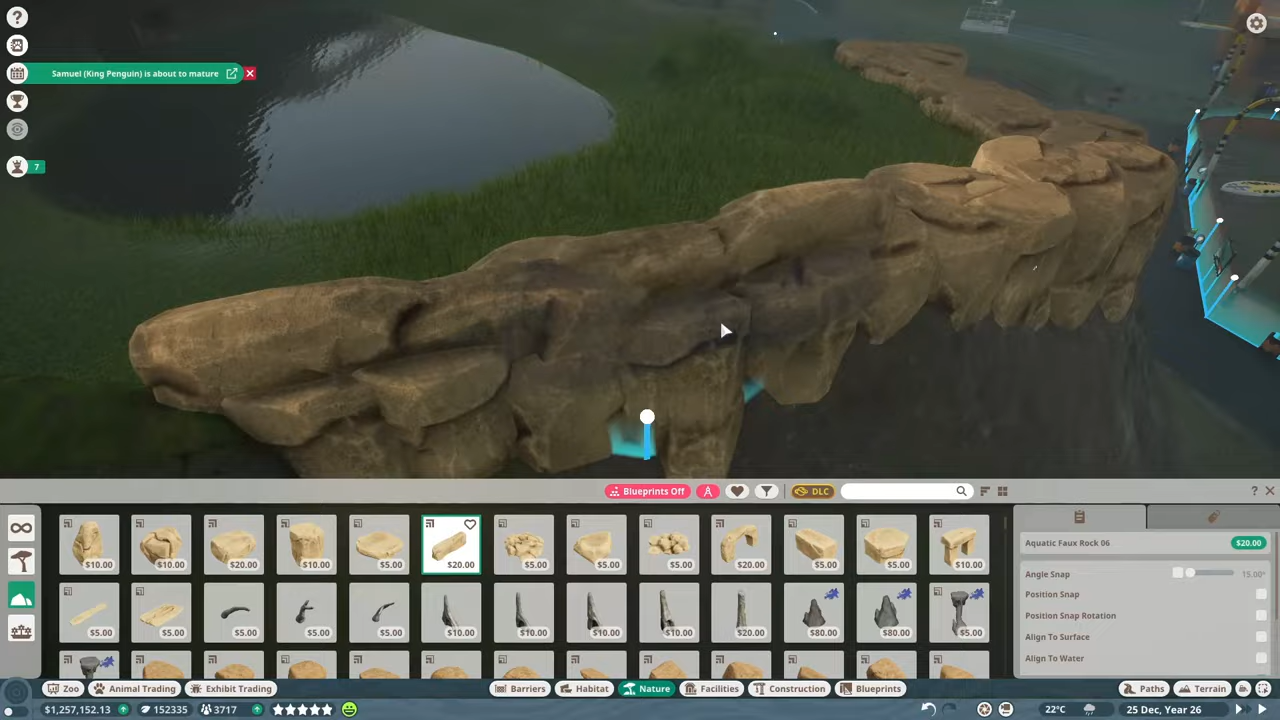 ?
Samuel (King Penguin) is about to mature
7
Blueprints Off
DLC
?
$10.00 $10.00 $20.00 $10.00 $5.00 $20.00 $5.00 $5.00 $5.00 $20.00 $5.00 $5.00 $10.00
$5.00 $5.00 $5.00 $5.00 $5.00 $10.00 $10.00 $10.00 $10.00 $20.00 $80.00 $80.00 $5.00
Aquatic Faux Rock 06 $20.00
Angle Snap 15.00°
Position Snap
Position Snap Rotation
Align To Surface
Align To Water
Zoo Animal Trading Exhibit Trading Barriers Habitat Nature Facilities Construction Blueprints Paths Terrain
$1,257,152.13 152335 3717 22°C 25 Dec, Year 26